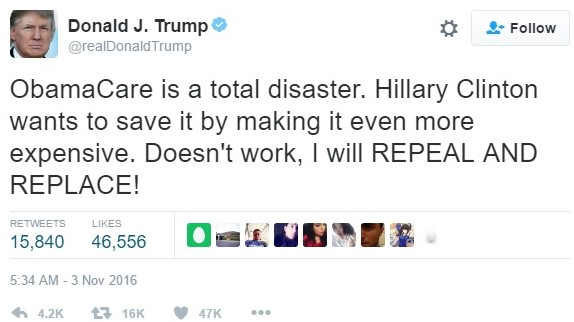 Donald J. Trump
@realDonaldTrump
Follow
ObamaCare is a total disaster. Hillary Clinton
wants to save it by making it even more
expensive. Doesn't work, I will REPEAL AND
REPLACE!
RETWEETS LIKES
15,840 46,556
5:34 AM - 3 Nov 2016
4.2K 16K 47K